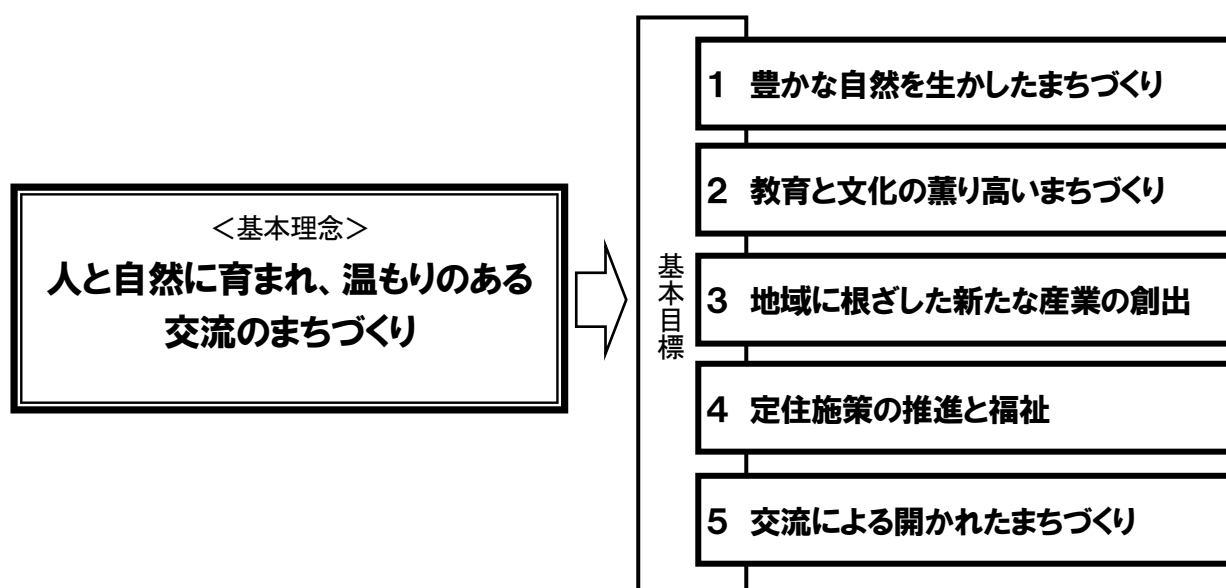 ＜基本理念＞
人と自然に育まれ、温もりのある
交流のまちづくり
基本目標
1 豊かな自然を生かしたまちづくり
2 教育と文化の薫り高いまちづくり
3 地域に根ざした新たな産業の創出
4 定住施策の推進と福祉
5 交流による開かれたまちづくり